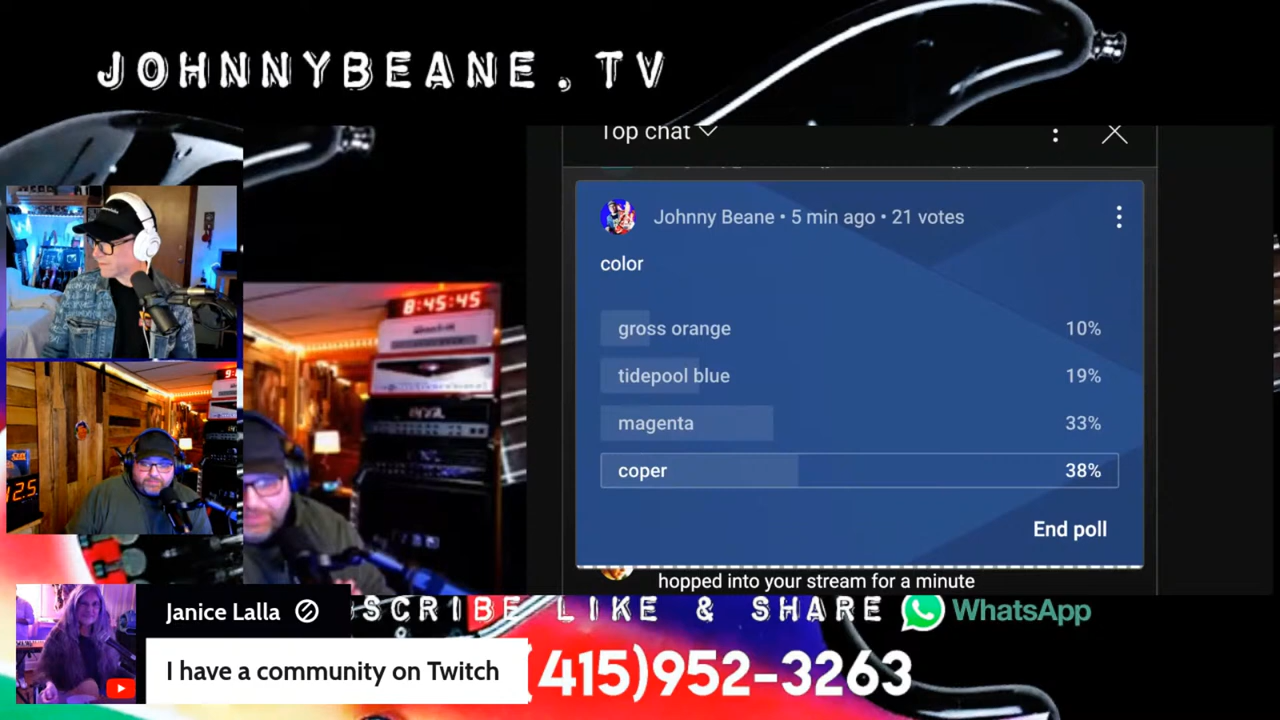 JOHNNYBEANE.TV
Top chat
Johnny Beane • 5 min ago • 21 votes
color
gross orange 10%
tidepool blue 19%
magenta 33%
coper 38%
End poll
hopped into your stream for a minute
8:45:45
12.5
Janice Lalla
SCRIBE LIKE & SHARE WhatsApp
I have a community on Twitch
(415)952-3263